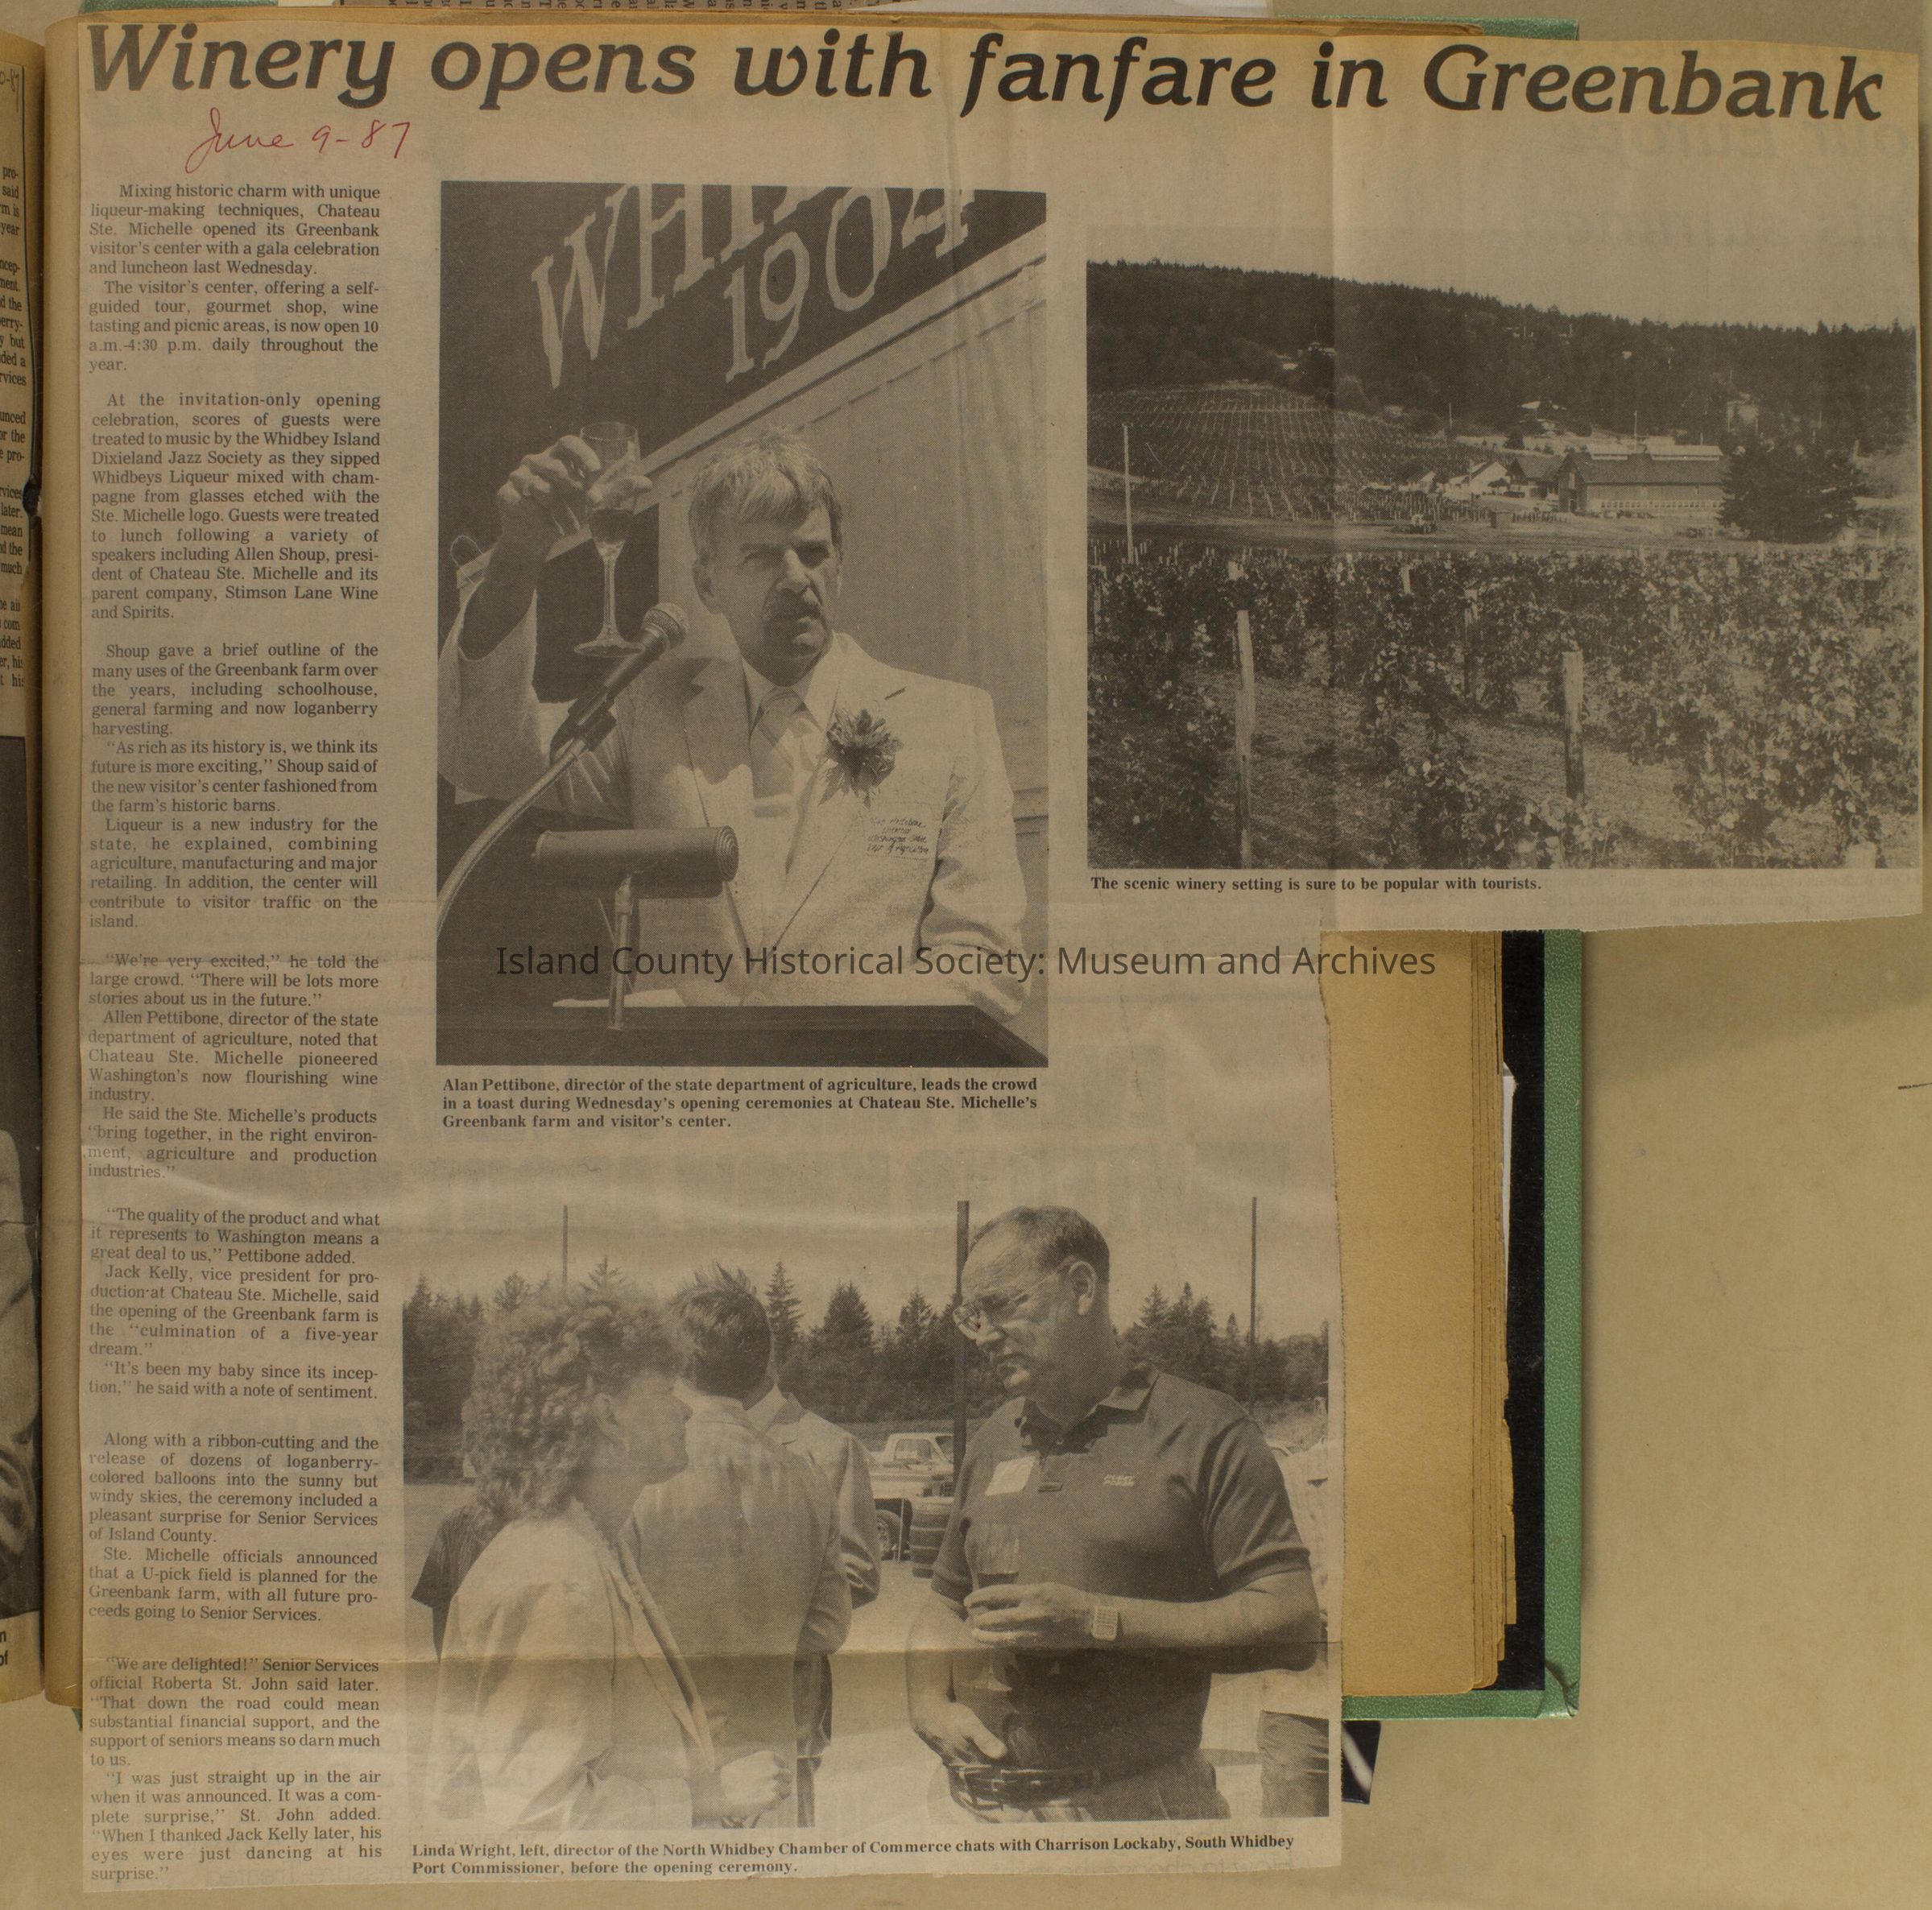 Winery opens with fanfare in Greenbank
June 9-87
Mixing historic charm with unique
liqueur-making techniques, Chateau
Ste. Michelle opened its Greenbank
visitor's center with a gala celebration
and luncheon last Wednesday.
The visitor's center, offering a self-
guided tour, gourmet shop, wine
tasting and picnic areas, is now open 10
a.m.-4:30 p.m. daily throughout the
year.
At the invitation-only opening
celebration, scores of guests were
treated to music by the Whidbey Island
Dixieland Jazz Society as they sipped
Whidbeys Liqueur mixed with cham-
pagne from glasses etched with the
Ste. Michelle logo. Guests were treated
to lunch following a variety of
speakers including Allen Shoup, presi-
dent of Chateau Ste. Michelle and its
parent company, Stimson Lane Wine
and Spirits.
Shoup gave a brief outline of the
many uses of the Greenbank farm over
the years, including schoolhouse,
general farming and now loganberry
harvesting.
"As rich as its history is, we think its
future is more exciting," Shoup said of
the new visitor's center fashioned from
the farm's historic barns.
Liqueur is a new industry for the
state, he explained, combining
agriculture, manufacturing and major
retailing. In addition, the center will
contribute to visitor traffic on the
island.
"We're very excited," he told the
large crowd. "There will be lots more
stories about us in the future."
Allen Pettibone, director of the state
department of agriculture, noted that
Chateau Ste. Michelle pioneered
Washington's now flourishing wine
industry.
He said the Ste. Michelle's products
"bring together, in the right environ-
ment, agriculture and production
industries."
"The quality of the product and what
it represents to Washington means a
great deal to us," Pettibone added.
Jack Kelly, vice president for pro-
duction at Chateau Ste. Michelle, said
the opening of the Greenbank farm is
the "culmination of a five-year
dream."
"It's been my baby since its incep-
tion," he said with a note of sentiment.
Along with a ribbon-cutting and the
release of dozens of loganberry-
colored balloons into the sunny but
windy skies, the ceremony included a
pleasant surprise for Senior Services
of Island County.
Ste. Michelle officials announced
that a U-pick field is planned for the
Greenbank farm, with all future pro-
ceeds going to Senior Services.
"We are delighted!" Senior Services
official Roberta St. John said later.
"That down the road could mean
substantial financial support, and the
support of seniors means so darn much
to us.
"I was just straight up in the air
when it was announced. It was a com-
plete surprise," St. John added.
"When I thanked Jack Kelly later, his
eyes were just dancing at his
surprise."
WHI
1904
Alan Pettibone, director of the state department of agriculture, leads the crowd
in a toast during Wednesday's opening ceremonies at Chateau Ste. Michelle's
Greenbank farm and visitor's center.
The scenic winery setting is sure to be popular with tourists.
Island County Historical Society: Museum and Archives
Linda Wright, left, director of the North Whidbey Chamber of Commerce chats with Charrison Lockaby, South Whidbey
Port Commissioner, before the opening ceremony.